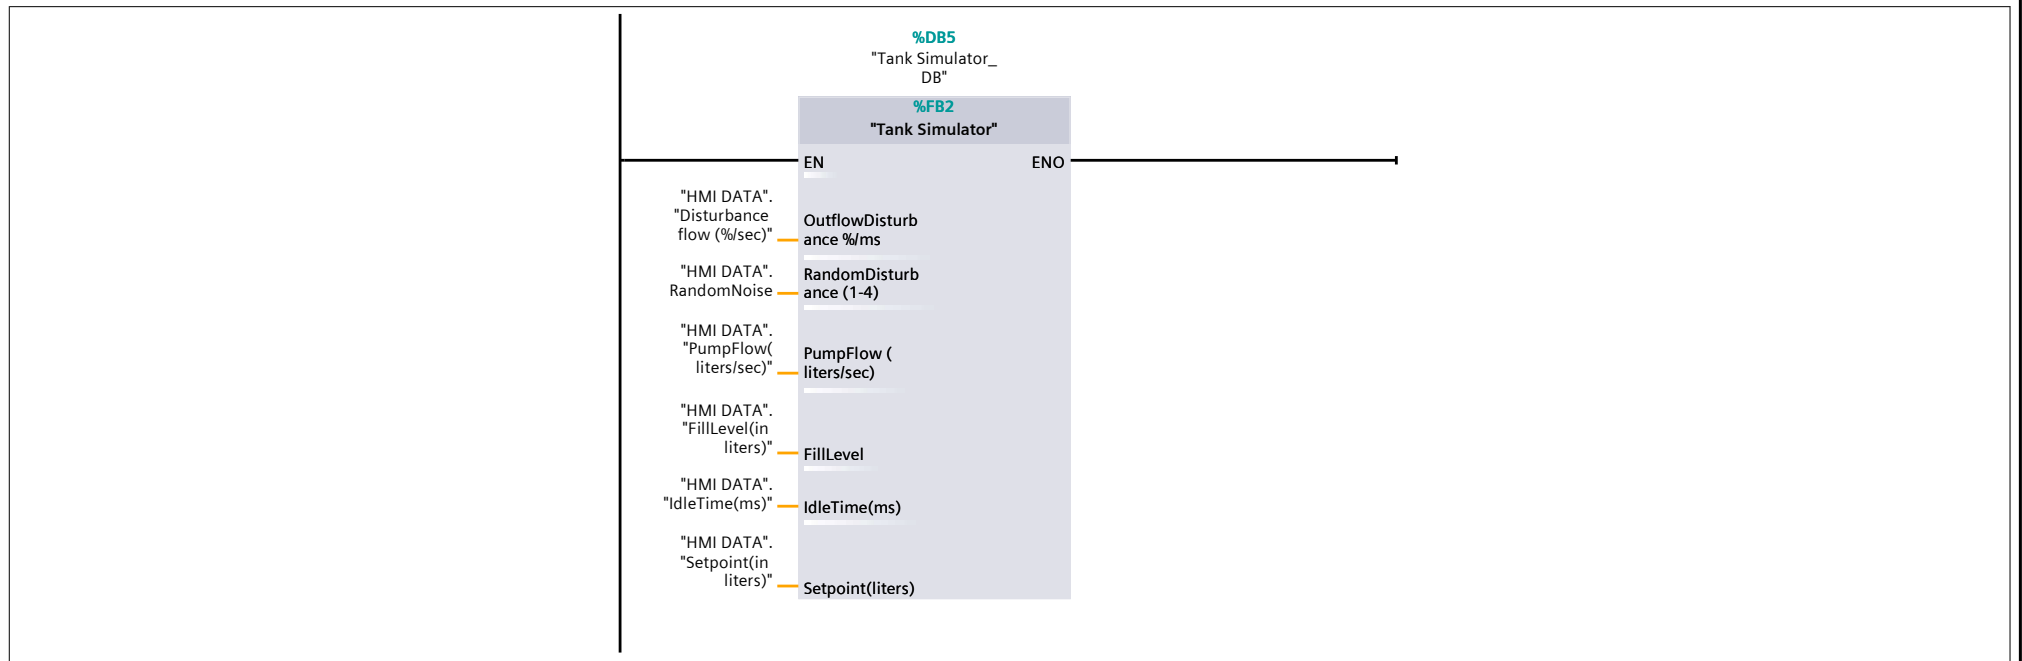 %DB5
"Tank Simulator_
DB"
%FB2
"Tank Simulator"
EN
ENO
"HMI DATA".
"Disturbance
flow (%/sec)"
OutflowDisturb
ance %/ms
"HMI DATA".
RandomNoise
RandomDisturb
ance (1-4)
"HMI DATA".
"PumpFlow(
liters/sec)"
PumpFlow (
liters/sec)
"HMI DATA".
"FillLevel(in
liters)"
FillLevel
"HMI DATA".
"IdleTime(ms)"
IdleTime(ms)
"HMI DATA".
"Setpoint(in
liters)"
Setpoint(liters)